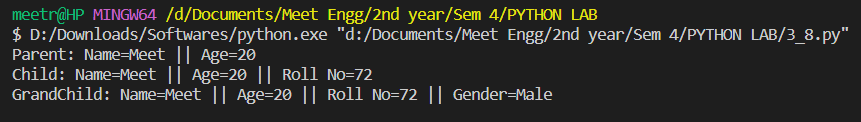 meetr@HP MINGW64 /d/Documents/Meet Engg/2nd year/Sem 4/PYTHON LAB
$ D:/Downloads/Softwares/python.exe "d:/Documents/Meet Engg/2nd year/Sem 4/PYTHON LAB/3_8.py"
Parent: Name=Meet || Age=20
Child: Name=Meet || Age=20 || Roll No=72
GrandChild: Name=Meet || Age=20 || Roll No=72 || Gender=Male